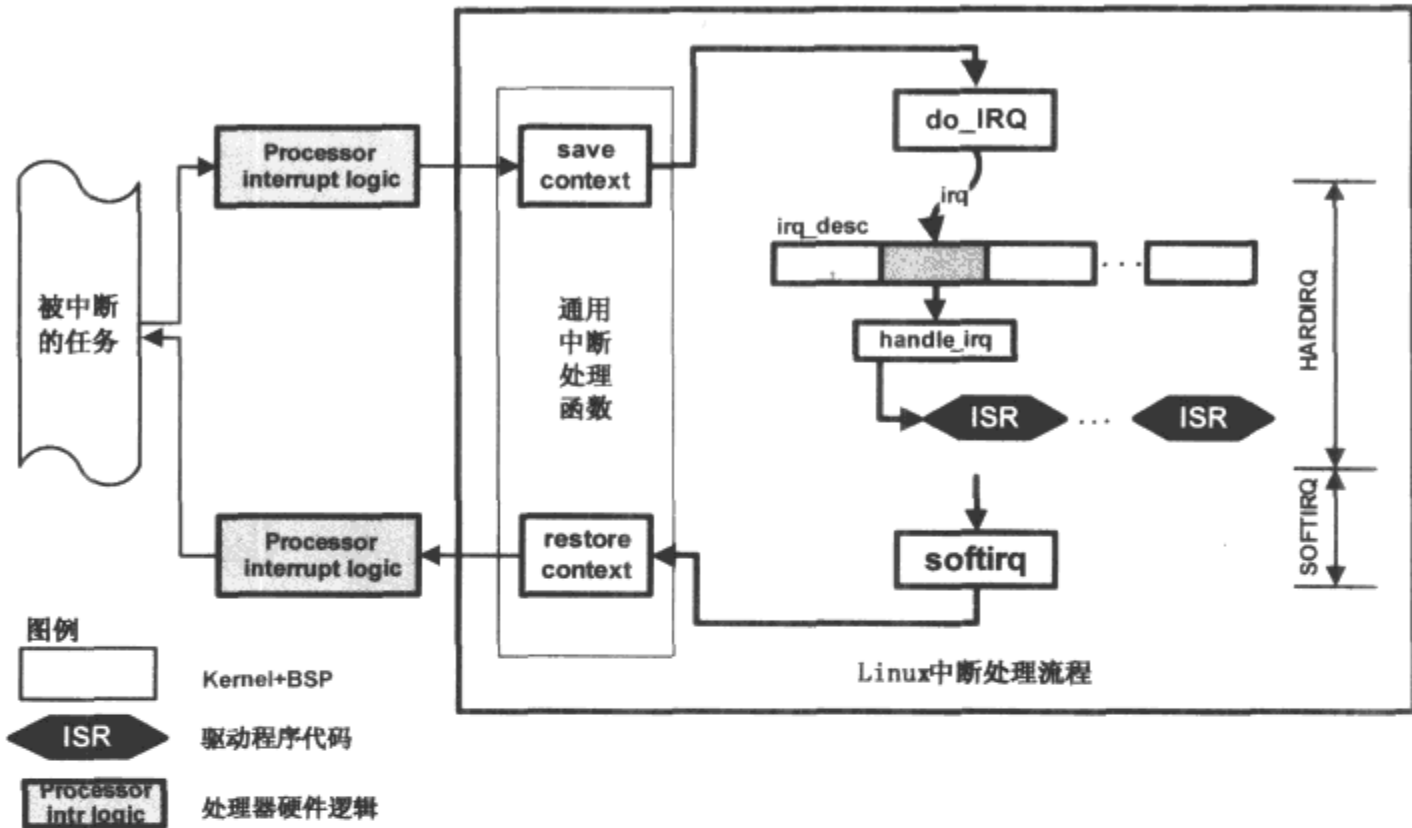 do_IRQ
Processor
interrupt logic
save
context
irq
irq_desc
...
被中断
的任务
通用
中断
处理
函数
handle_irq
HARDIRQ
ISR
...
ISR
SOFTIRQ
Processor
interrupt logic
restore
context
softirq
图例
Kernel+BSP
Linux中断处理流程
ISR
驱动程序代码
Processor
intr logic
处理器硬件逻辑